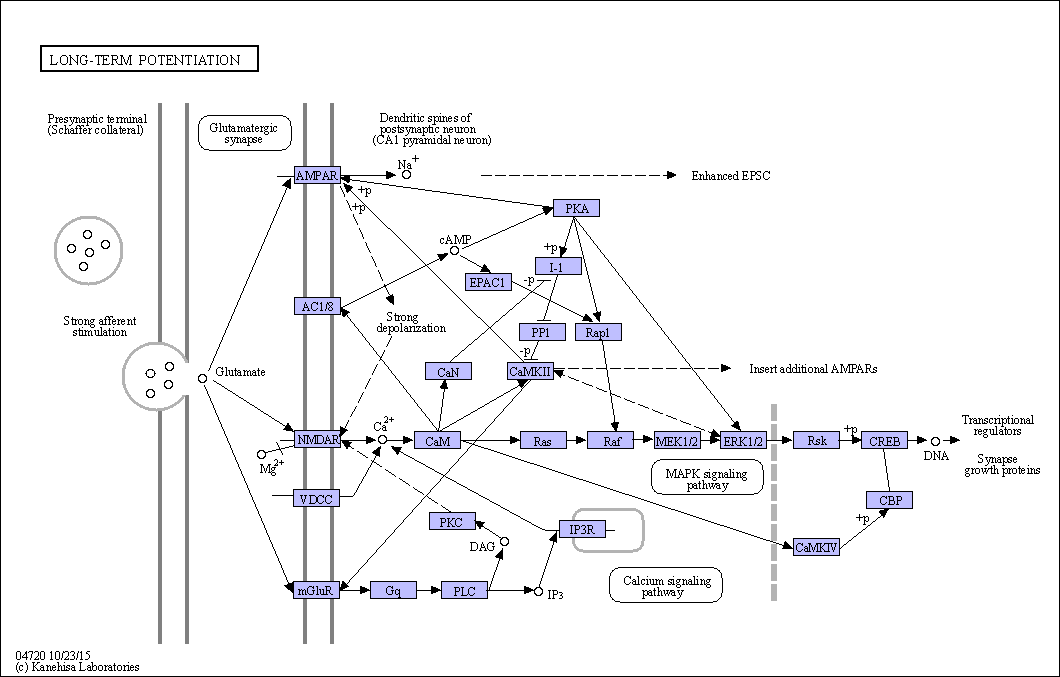 LONG-TERM POTENTIATION
Presynaptic terminal
(Schaffer collateral)
Glutamatergic
synapse
Dendritic spines of
postsynaptic neuron
(CA1 pyramidal neuron)
Na+
AMPAR
+p
+p
Enhanced EPSC
PKA
cAMP
+p
I-1
EPAC1
-p
AC1/8
Strong
depolarization
Strong afferent
stimulation
PP1
Rap1
-p
Glutamate
CaN
CaMKII
Insert additional AMPARs
Ca2+
NMDAR
CaM
Ras
Raf
MEK1/2
ERK1/2
Rsk
+p
CREB
DNA
Transcriptional
regulators
Synapse
growth proteins
Mg2+
MAPK signaling
pathway
VDCC
CBP
+p
PKC
IP3R
DAG
CaMKIV
mGluR
Gq
PLC
IP3
Calcium signaling
pathway
04720 10/23/15
(c) Kanehisa Laboratories